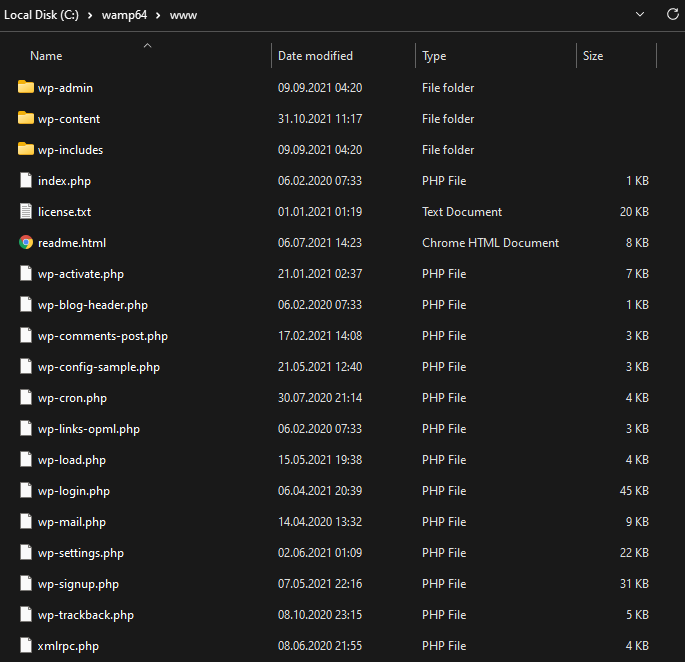 Local Disk (C:) > wamp64 > www
Name Date modified Type Size
wp-admin 09.09.2021 04:20 File folder
wp-content 31.10.2021 11:17 File folder
wp-includes 09.09.2021 04:20 File folder
index.php 06.02.2020 07:33 PHP File 1 KB
license.txt 01.01.2021 01:19 Text Document 20 KB
readme.html 06.07.2021 14:23 Chrome HTML Document 8 KB
wp-activate.php 21.01.2021 02:37 PHP File 7 KB
wp-blog-header.php 06.02.2020 07:33 PHP File 1 KB
wp-comments-post.php 17.02.2021 14:08 PHP File 3 KB
wp-config-sample.php 21.05.2021 12:40 PHP File 3 KB
wp-cron.php 30.07.2020 21:14 PHP File 4 KB
wp-links-opml.php 06.02.2020 07:33 PHP File 3 KB
wp-load.php 15.05.2021 19:38 PHP File 4 KB
wp-login.php 06.04.2021 20:39 PHP File 45 KB
wp-mail.php 14.04.2020 13:32 PHP File 9 KB
wp-settings.php 02.06.2021 01:09 PHP File 22 KB
wp-signup.php 07.05.2021 22:16 PHP File 31 KB
wp-trackback.php 08.10.2020 23:15 PHP File 5 KB
xmlrpc.php 08.06.2020 21:55 PHP File 4 KB